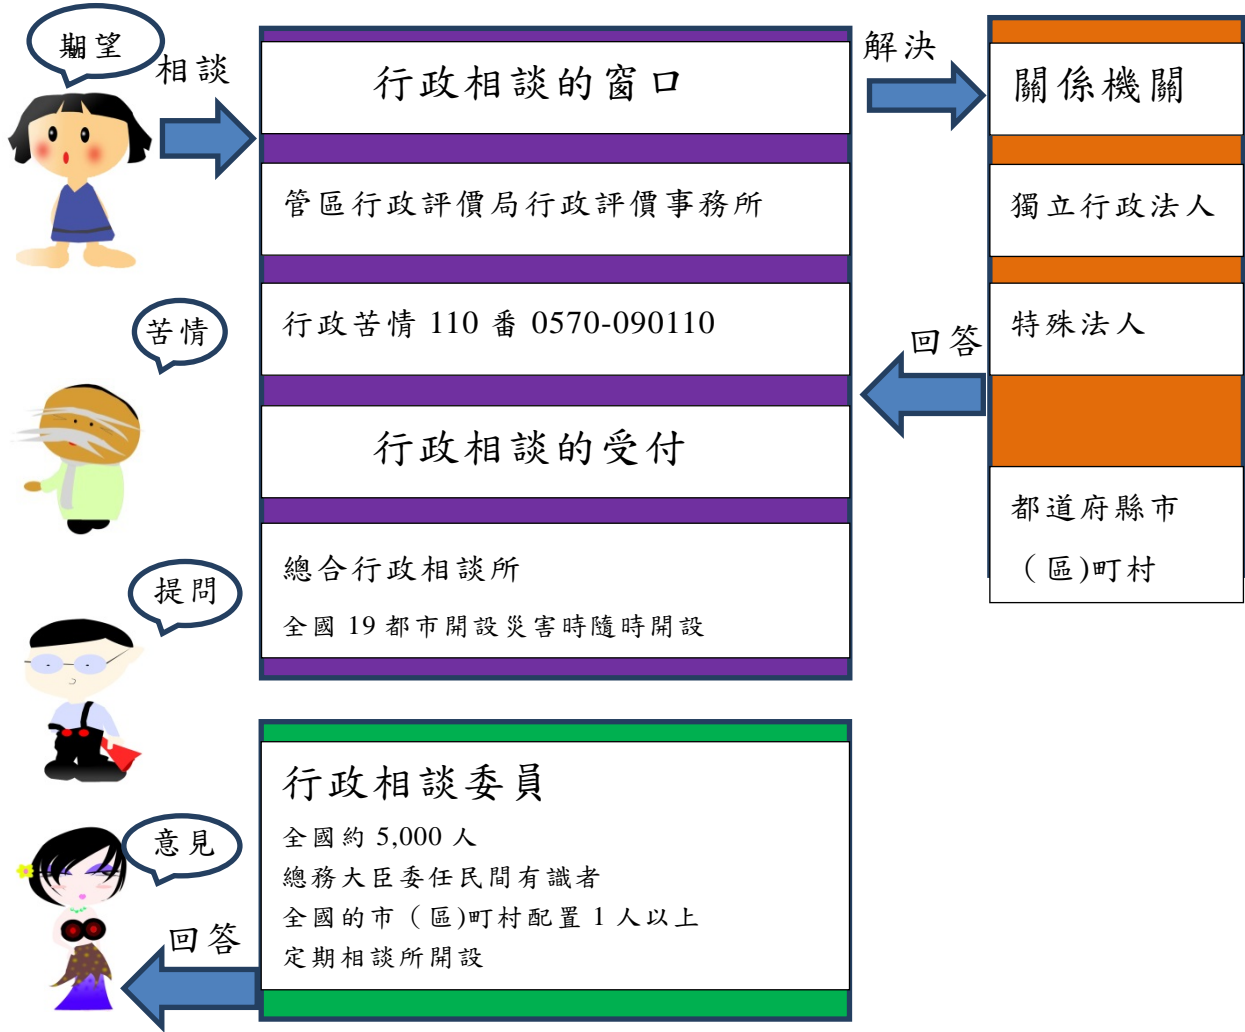 期望
相談
行政相談的窗口
管區行政評價局行政評價事務所
行政苦情 110 番 0570-090110
行政相談的受付
總合行政相談所
全國 19 都市開設災害時隨時開設
解決
關係機關
獨立行政法人
特殊法人
都道府縣市
（區)町村
回答
苦情
提問
意見
行政相談委員
全國約 5,000 人
總務大臣委任民間有識者
全國的市（區)町村配置 1 人以上
定期相談所開設
回答